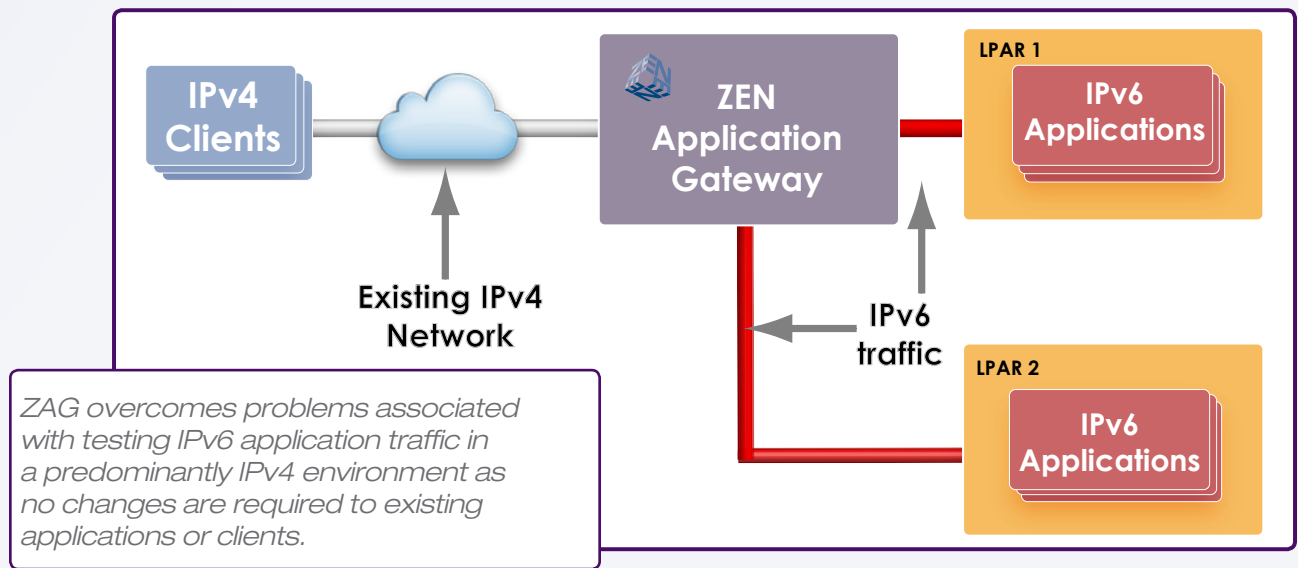 IPv4
Clients
ZEN
ZEN
Application
Gateway
LPAR 1
IPv6
Applications
Existing IPv4
Network
IPv6
traffic
LPAR 2
IPv6
Applications
ZAG overcomes problems associated
with testing IPv6 application traffic in
a predominantly IPv4 environment as
no changes are required to existing
applications or clients.